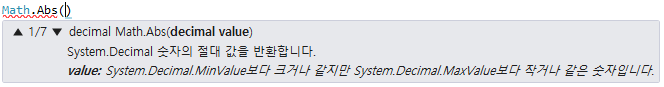 Math.Abs()
▲ 1/7 ▼ decimal Math.Abs(decimal value)
System.Decimal 숫자의 절대 값을 반환합니다.
value: System.Decimal.MinValue보다 크거나 같지만 System.Decimal.MaxValue보다 작거나 같은 숫자입니다.